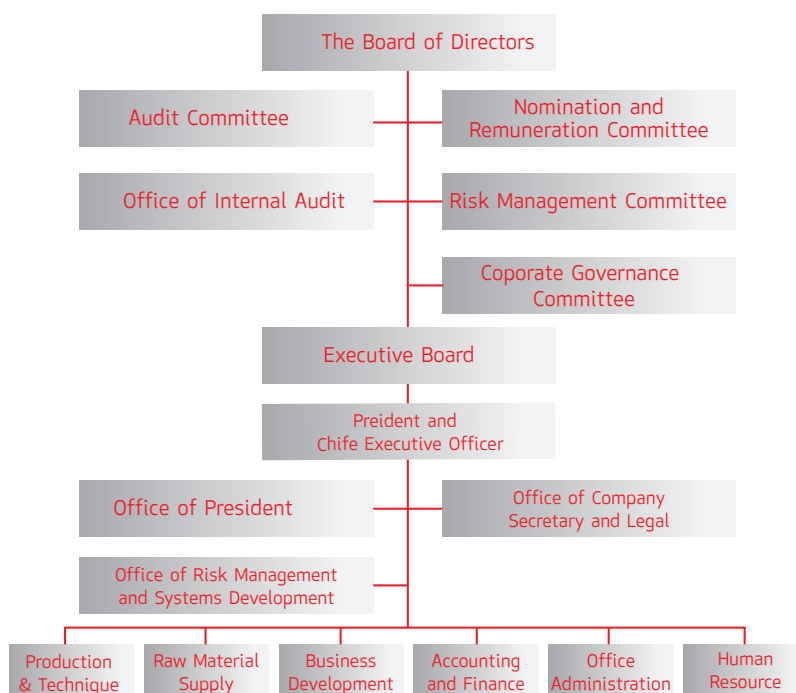 The Board of Directors
Audit Committee
Nomination and
Remuneration Committee
Office of Internal Audit
Risk Management Committee
Coporate Governance
Committee
Executive Board
Preident and
Chife Executive Officer
Office of President
Office of Company
Secretary and Legal
Office of Risk Management
and Systems Development
Production
& Technique
Raw Material
Supply
Business
Development
Accounting
and Finance
Office
Administration
Human
Resource